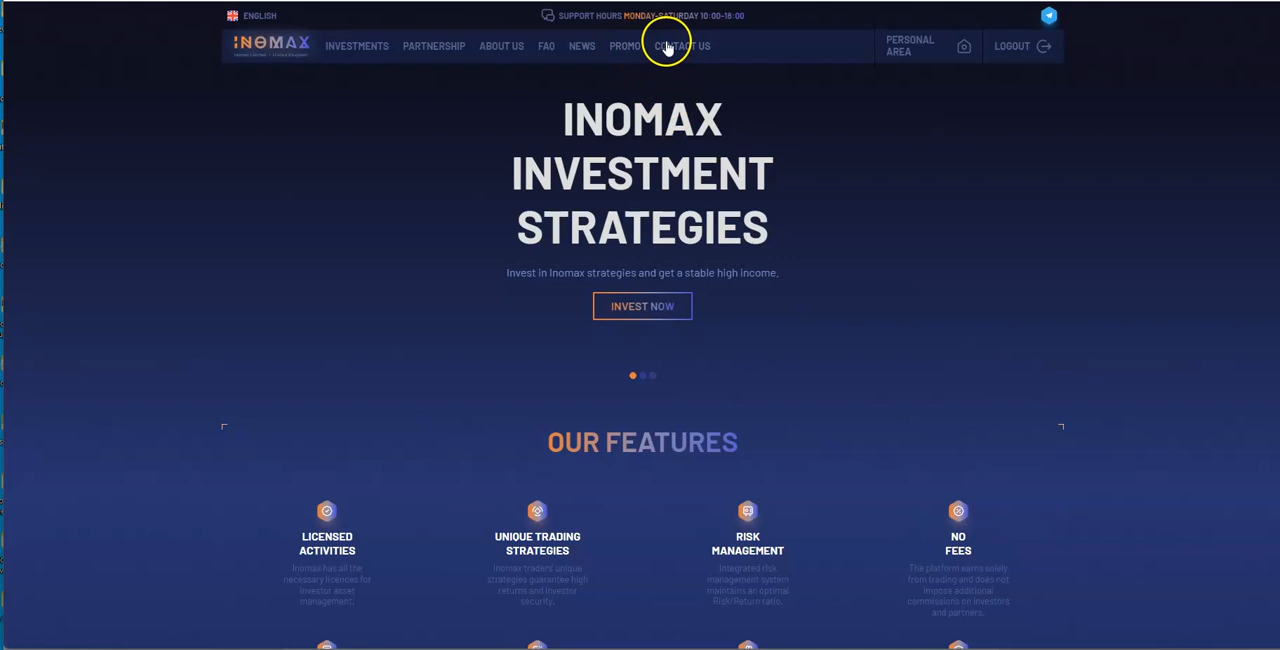 ENGLISH
SUPPORT HOURS MONDAY-SATURDAY 10:00-18:00
INOMAX
INVESTMENTS PARTNERSHIP ABOUT US FAQ NEWS PROMO CONTACT US
PERSONAL
AREA
LOGOUT
INOMAX
INVESTMENT
STRATEGIES
Invest in Inomax strategies and get a stable high income.
INVEST NOW
OUR FEATURES
LICENSED
ACTIVITIES
Inomax has all the
necessary licences for
investor asset
management.
UNIQUE TRADING
STRATEGIES
Inomax traders' unique
strategies guarantee high
returns and investor
security.
RISK
MANAGEMENT
Integrated risk
management system
maintains an optimal
Risk/Return ratio.
NO
FEES
The platform earns solely
from trading and does not
impose additional
commissions on investors
and partners.